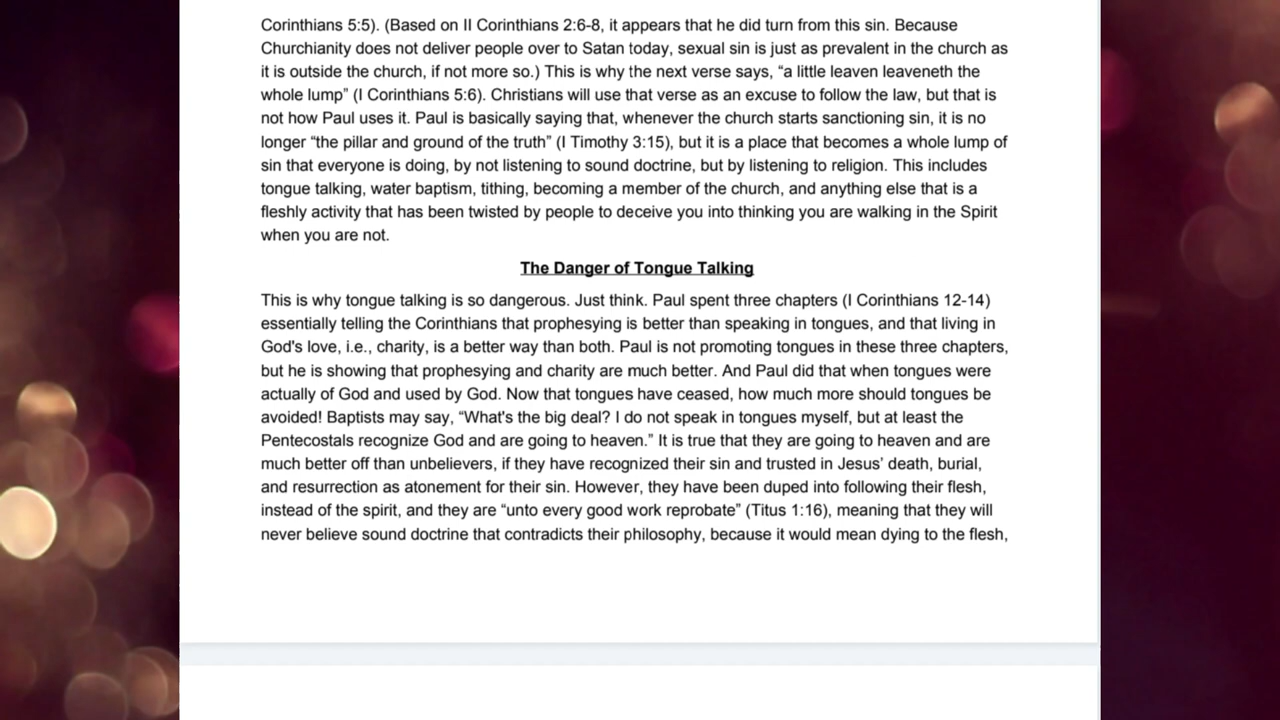 Corinthians 5:5). (Based on II Corinthians 2:6-8, it appears that he did turn from this sin. Because
Churchianity does not deliver people over to Satan today, sexual sin is just as prevalent in the church as
it is outside the church, if not more so.) This is why the next verse says, “a little leaven leaveneth the
whole lump” (I Corinthians 5:6). Christians will use that verse as an excuse to follow the law, but that is
not how Paul uses it. Paul is basically saying that, whenever the church starts sanctioning sin, it is no
longer “the pillar and ground of the truth” (I Timothy 3:15), but it is a place that becomes a whole lump of
sin that everyone is doing, by not listening to sound doctrine, but by listening to religion. This includes
tongue talking, water baptism, tithing, becoming a member of the church, and anything else that is a
fleshly activity that has been twisted by people to deceive you into thinking you are walking in the Spirit
when you are not.
The Danger of Tongue Talking
This is why tongue talking is so dangerous. Just think. Paul spent three chapters (I Corinthians 12-14)
essentially telling the Corinthians that prophesying is better than speaking in tongues, and that living in
God's love, i.e., charity, is a better way than both. Paul is not promoting tongues in these three chapters,
but he is showing that prophesying and charity are much better. And Paul did that when tongues were
actually of God and used by God. Now that tongues have ceased, how much more should tongues be
avoided! Baptists may say, “What's the big deal? I do not speak in tongues myself, but at least the
Pentecostals recognize God and are going to heaven.” It is true that they are going to heaven and are
much better off than unbelievers, if they have recognized their sin and trusted in Jesus’ death, burial,
and resurrection as atonement for their sin. However, they have been duped into following their flesh,
instead of the spirit, and they are “unto every good work reprobate” (Titus 1:16), meaning that they will
never believe sound doctrine that contradicts their philosophy, because it would mean dying to the flesh,